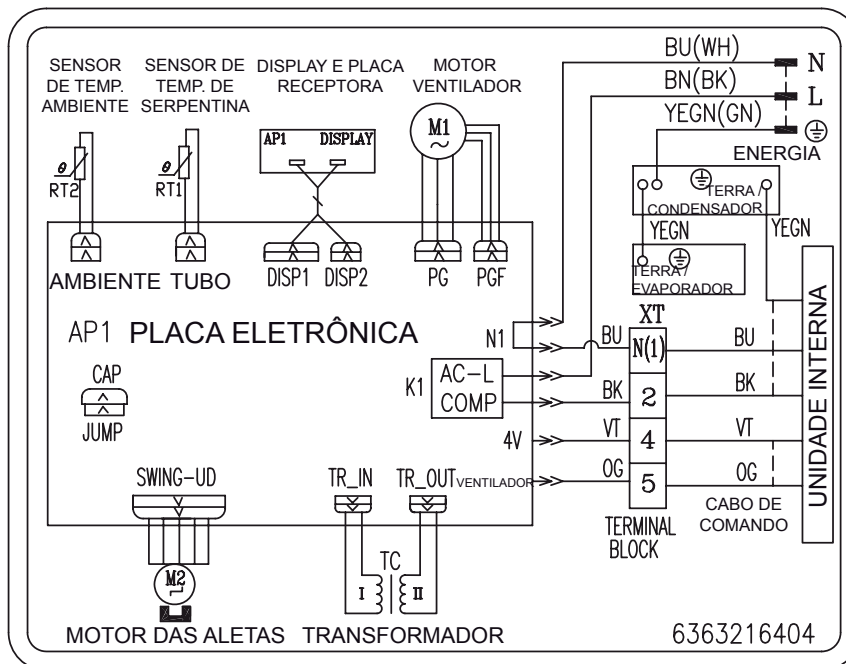 SENSOR
DE TEMP.
AMBIENTE
SENSOR DE
TEMP. DE
SERPENTINA
DISPLAY E PLACA
RECEPTORA
MOTOR
VENTILADOR
BU(WH)
N
BN(BK)
L
YEGN(GN)
ENERGIA
θ
RT2
θ
RT1
AP1
DISPLAY
M1
~
TERRA /
CONDENSADOR
YEGN
YEGN
TERRA /
EVAPORADOR
AMBIENTE
TUBO
DISP1
DISP2
PG
PGF
AP1 PLACA ELETRÔNICA
N1
BU
XT
N(1)
BU
CAP
JUMP
K1
AC-L
COMP
BK
2
BK
4V
VT
4
VT
SWING-UD
TR_IN
TR_OUT
VENTILADOR
OG
5
OG
UNIDADE INTERNA
TERMINAL
BLOCK
CABO DE
COMANDO
M2
I
TC
II
MOTOR DAS ALETAS
TRANSFORMADOR
6363216404